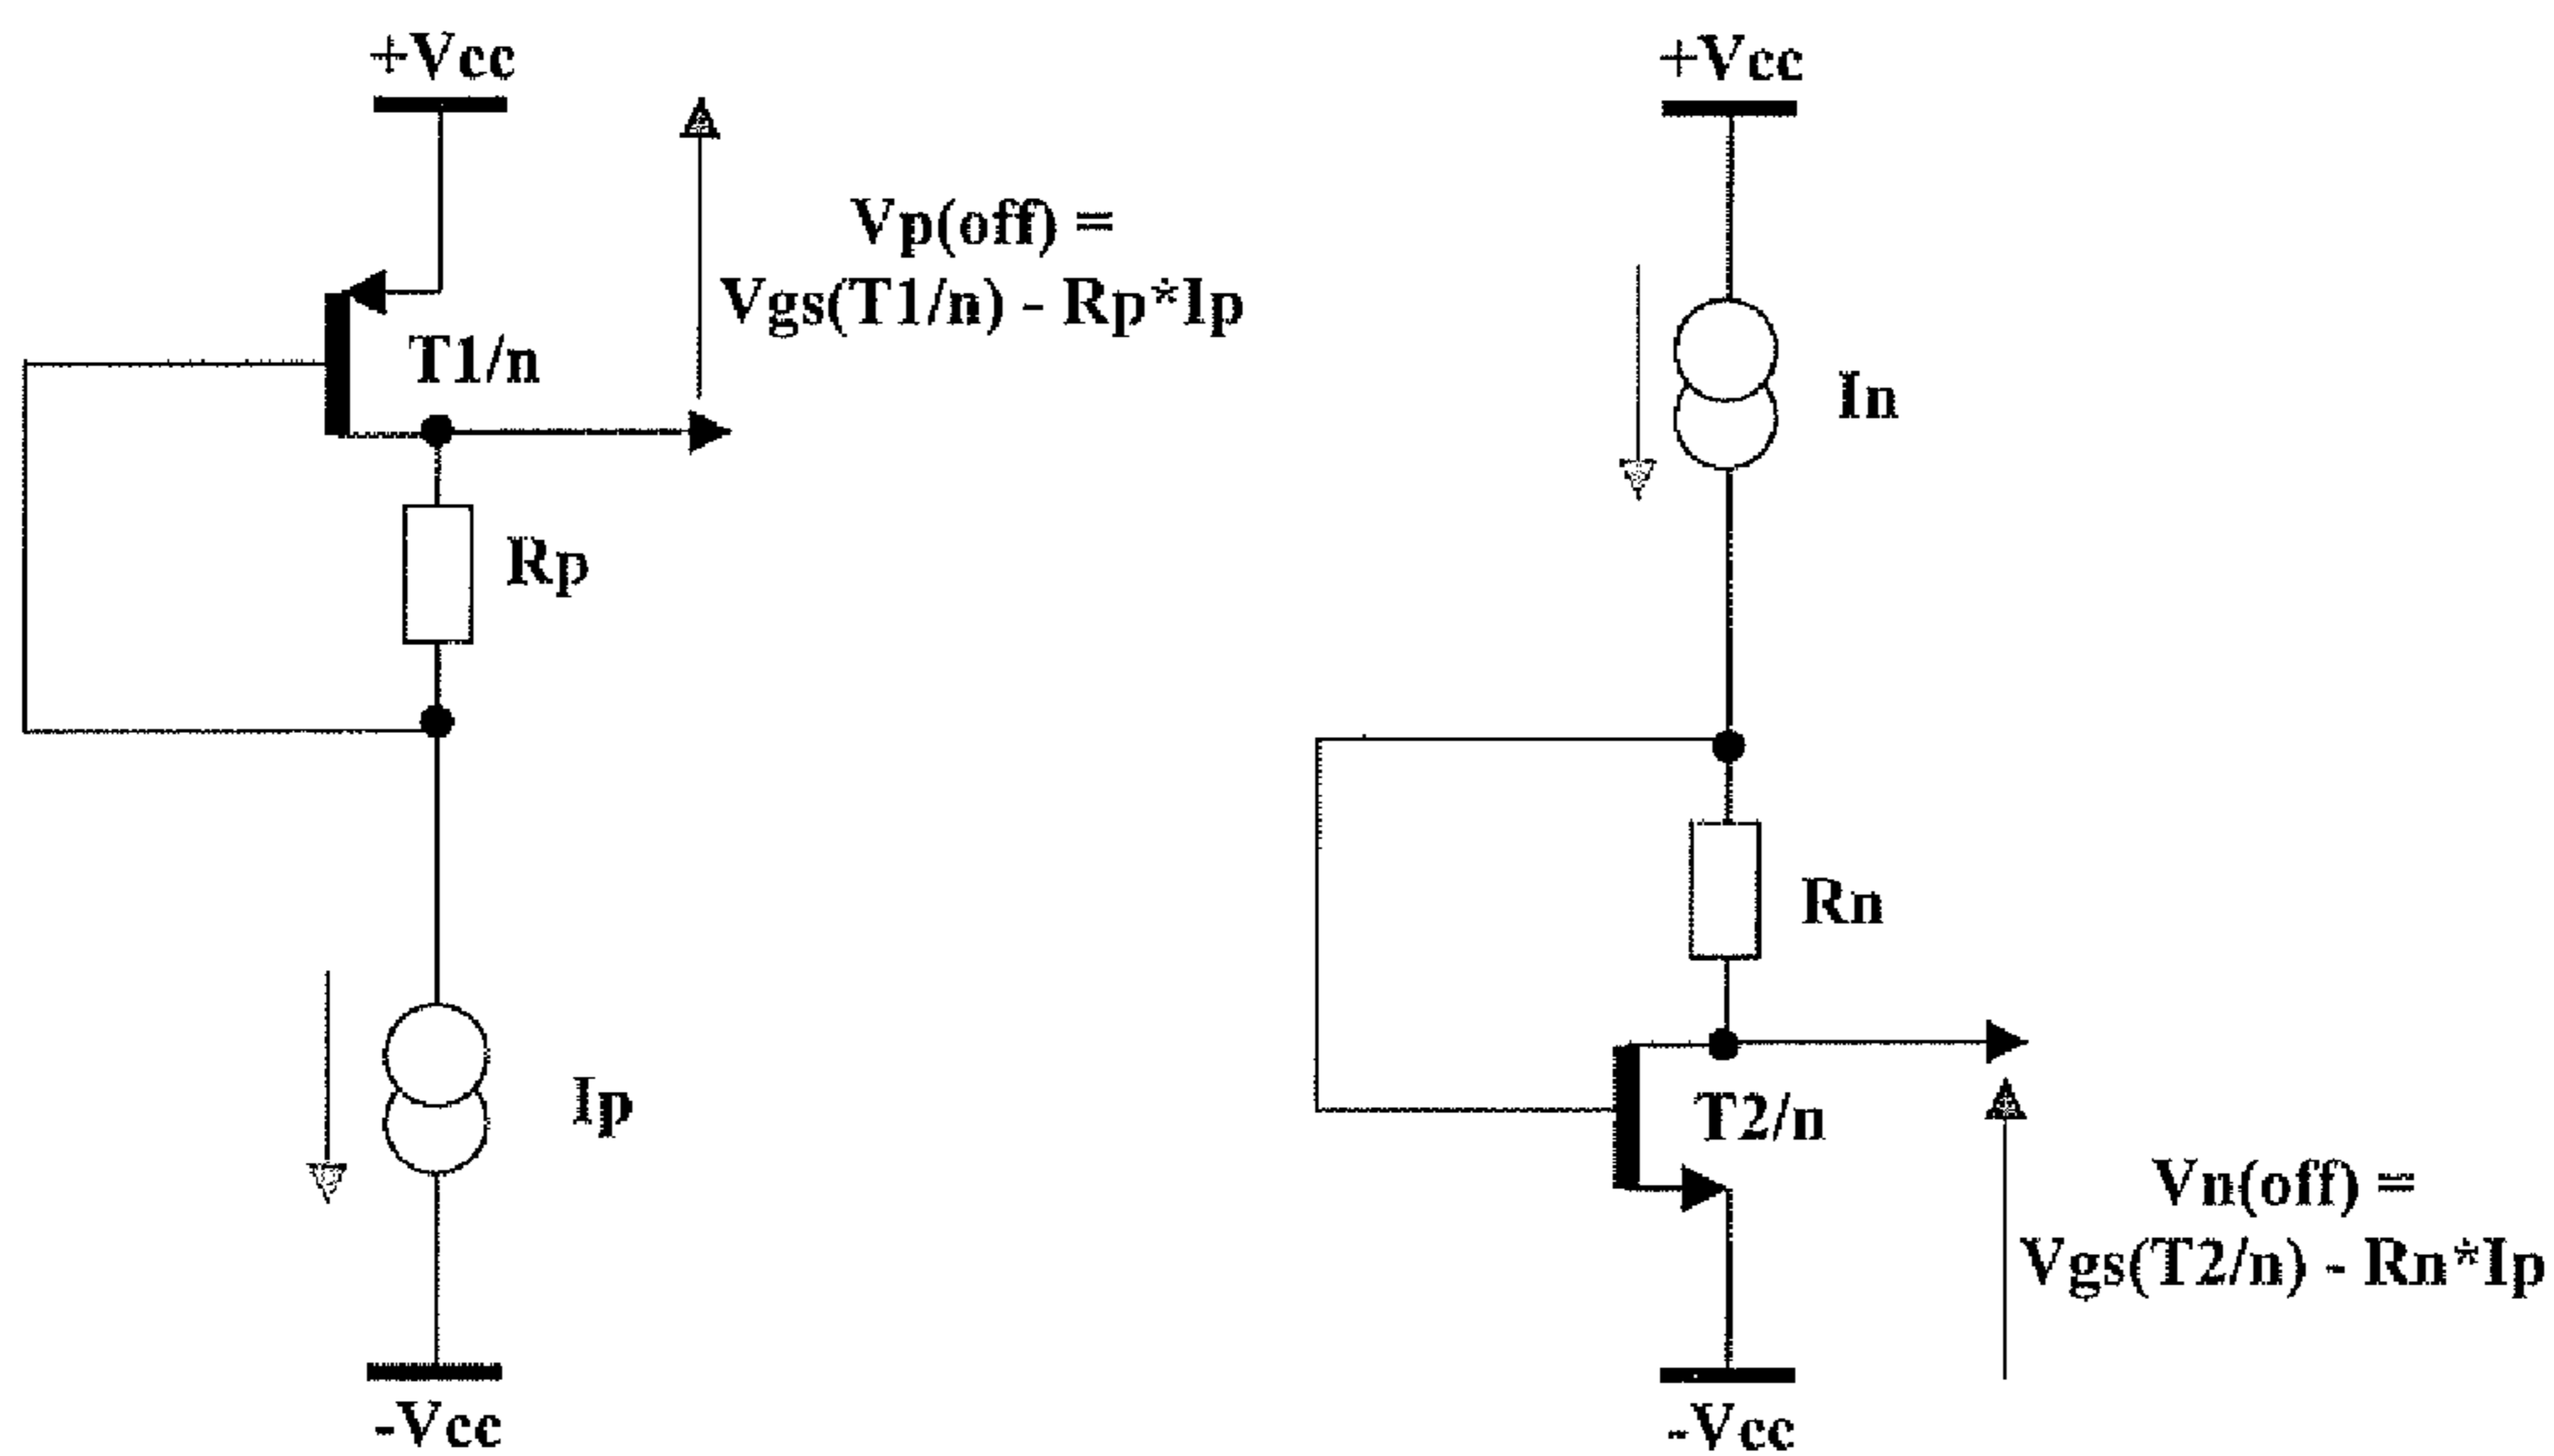 +Vcc
Vp(off) =
Vgs(T1/n) - Rp*Ip
T1/n
Rp
Ip
-Vcc
+Vcc
In
Rn
T2/n
Vn(off) =
Vgs(T2/n) - Rn*Ip
-Vcc